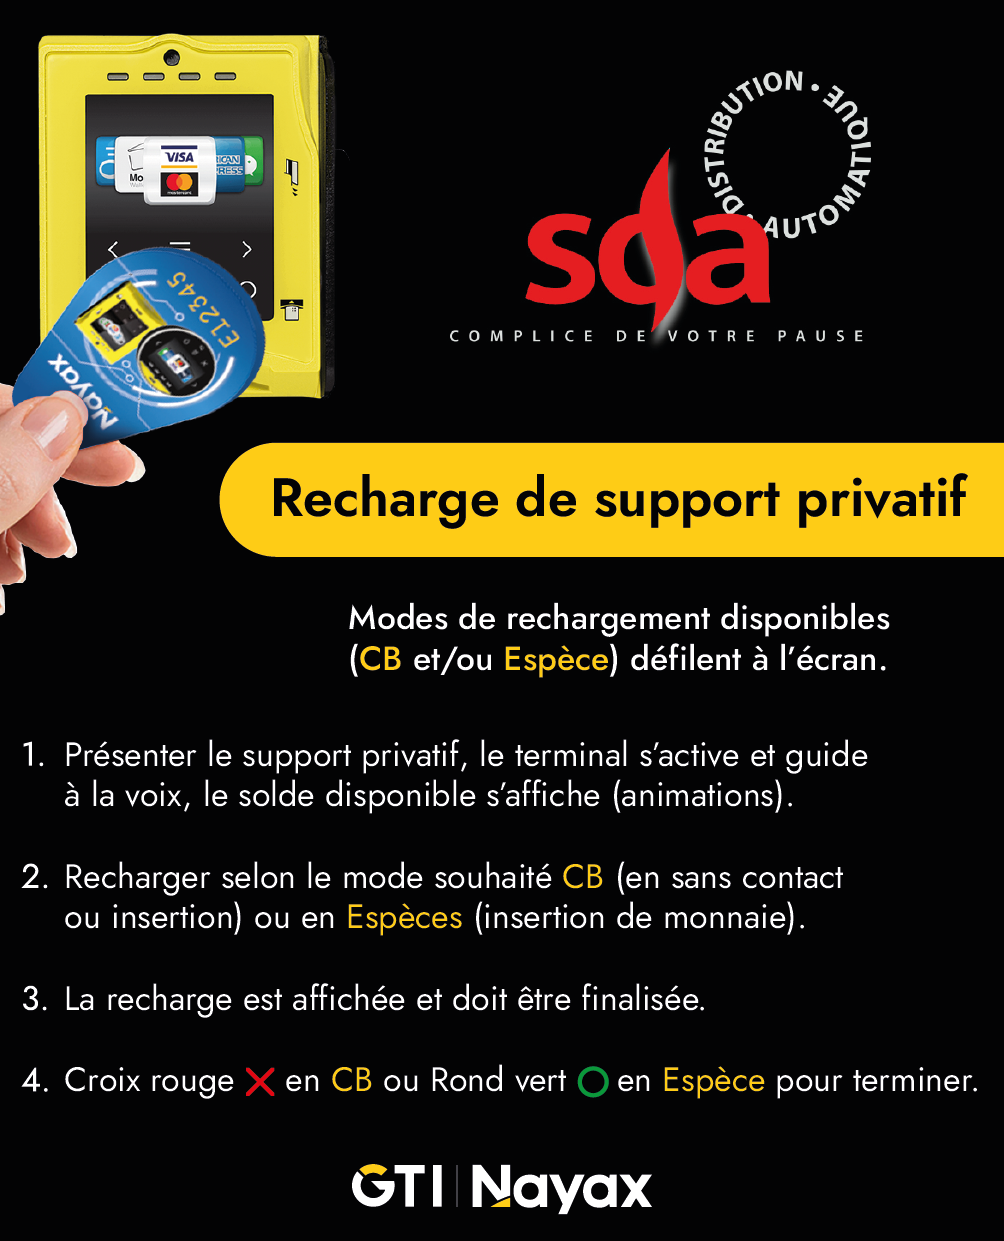 VISA
mastercard
Mo
ICAN
RESS
E12345
Nayax
DISTRIBUTION • AUTOMATIQUE •
sda
COMPLICE DE VOTRE PAUSE
Recharge de support privatif
Modes de rechargement disponibles
(CB et/ou Espèce) défilent à l’écran.
1. Présenter le support privatif, le terminal s’active et guide
à la voix, le solde disponible s’affiche (animations).
2. Recharger selon le mode souhaité CB (en sans contact
ou insertion) ou en Espèces (insertion de monnaie).
3. La recharge est affichée et doit être finalisée.
4. Croix rouge en CB ou Rond vert en Espèce pour terminer.
GTI | Nayax